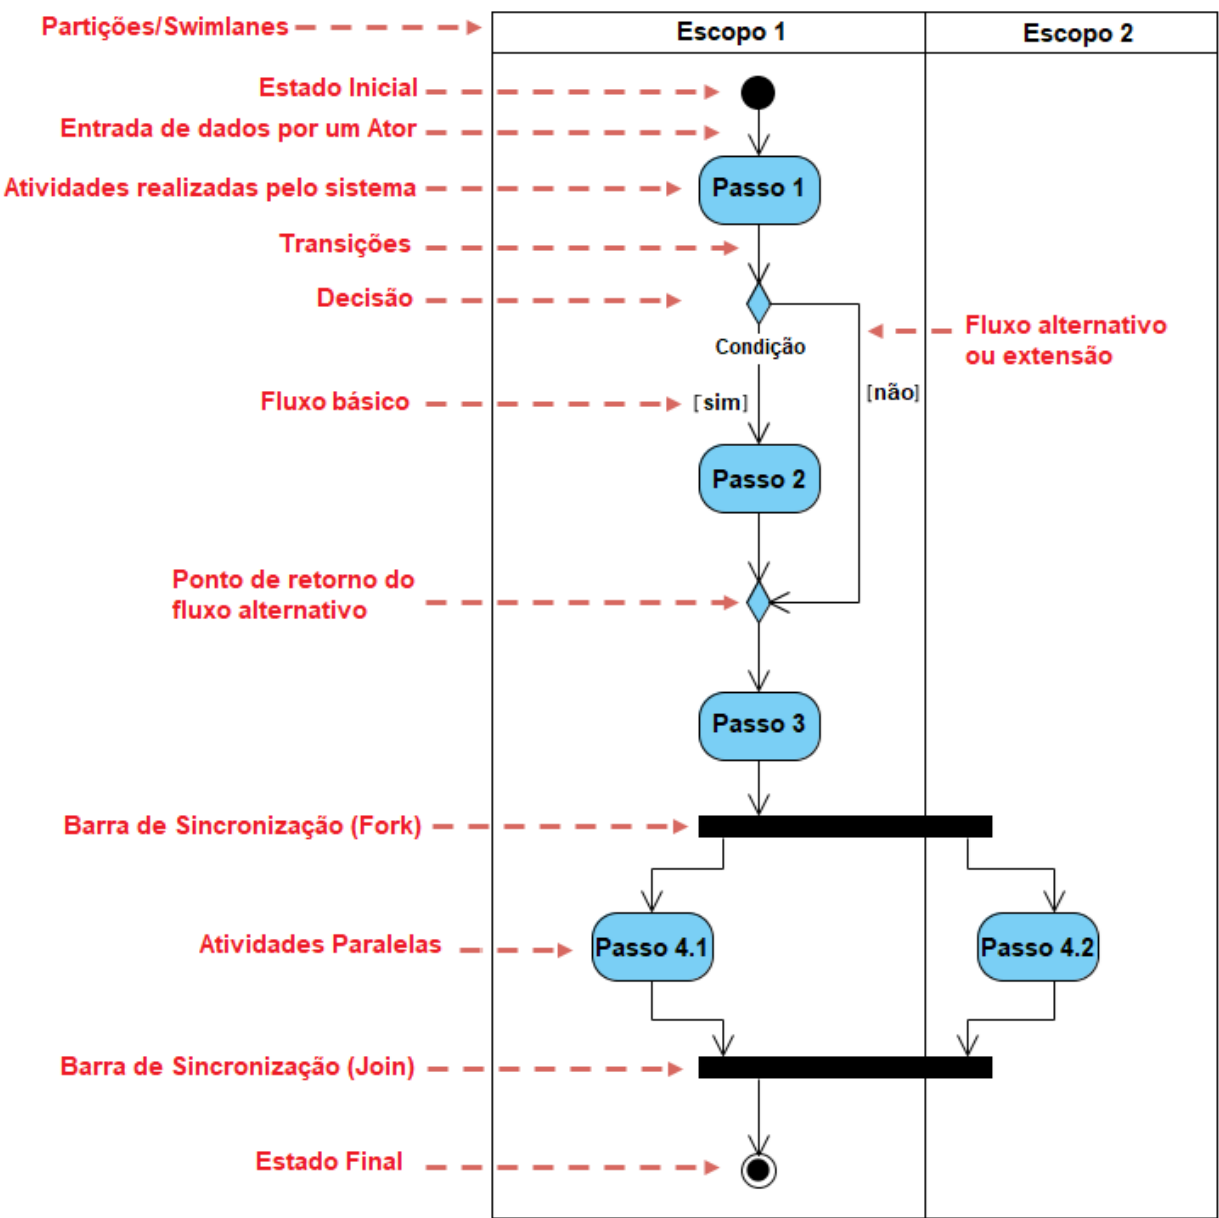 Partições/Swimlanes
Escopo 1
Escopo 2
Estado Inicial
Entrada de dados por um Ator
Atividades realizadas pelo sistema
Passo 1
Transições
Decisão
Fluxo alternativo
ou extensão
Condição
Fluxo básico
[sim]
[não]
Passo 2
Ponto de retorno do
fluxo alternativo
Passo 3
Barra de Sincronização (Fork)
Atividades Paralelas
Passo 4.1
Passo 4.2
Barra de Sincronização (Join)
Estado Final